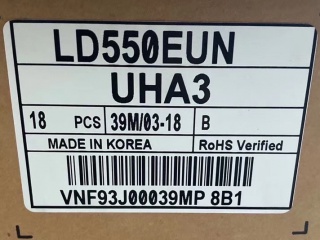 LD550EUN
UHA3
18 PCS 39M/03-18 B
MADE IN KOREA RoHS Verified
VNF93J00039MP 8B1